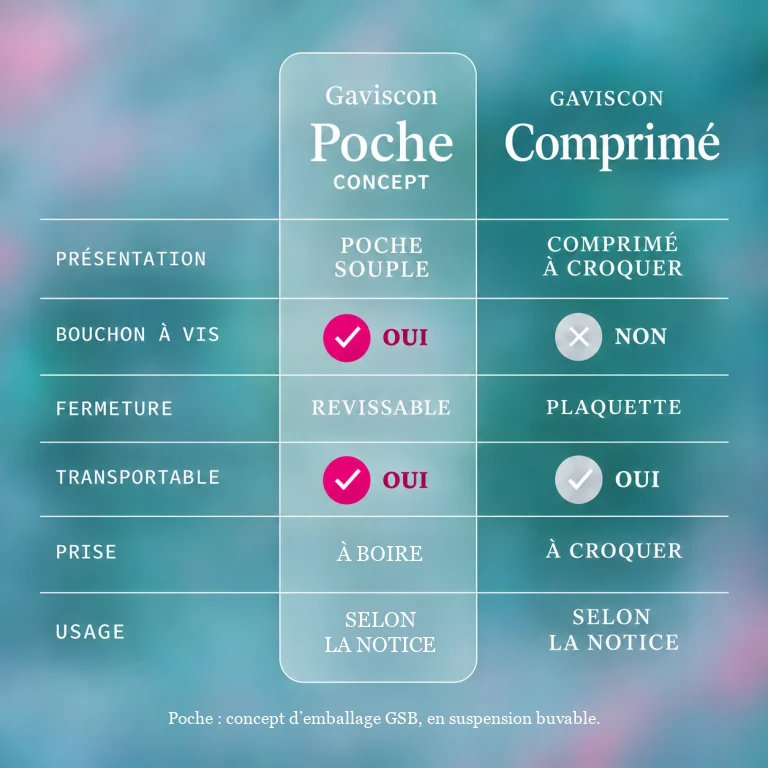 Gaviscon
Poche
CONCEPT
GAVISCON
Comprimé
PRÉSENTATION
POCHE
SOUPLE
COMPRIMÉ
À CROQUER
BOUCHON À VIS
OUI
NON
FERMETURE
REVISSABLE
PLAQUETTE
TRANSPORTABLE
OUI
OUI
PRISE
À BOIRE
À CROQUER
USAGE
SELON
LA NOTICE
SELON
LA NOTICE
Poche : concept d’emballage GSB, en suspension buvable.